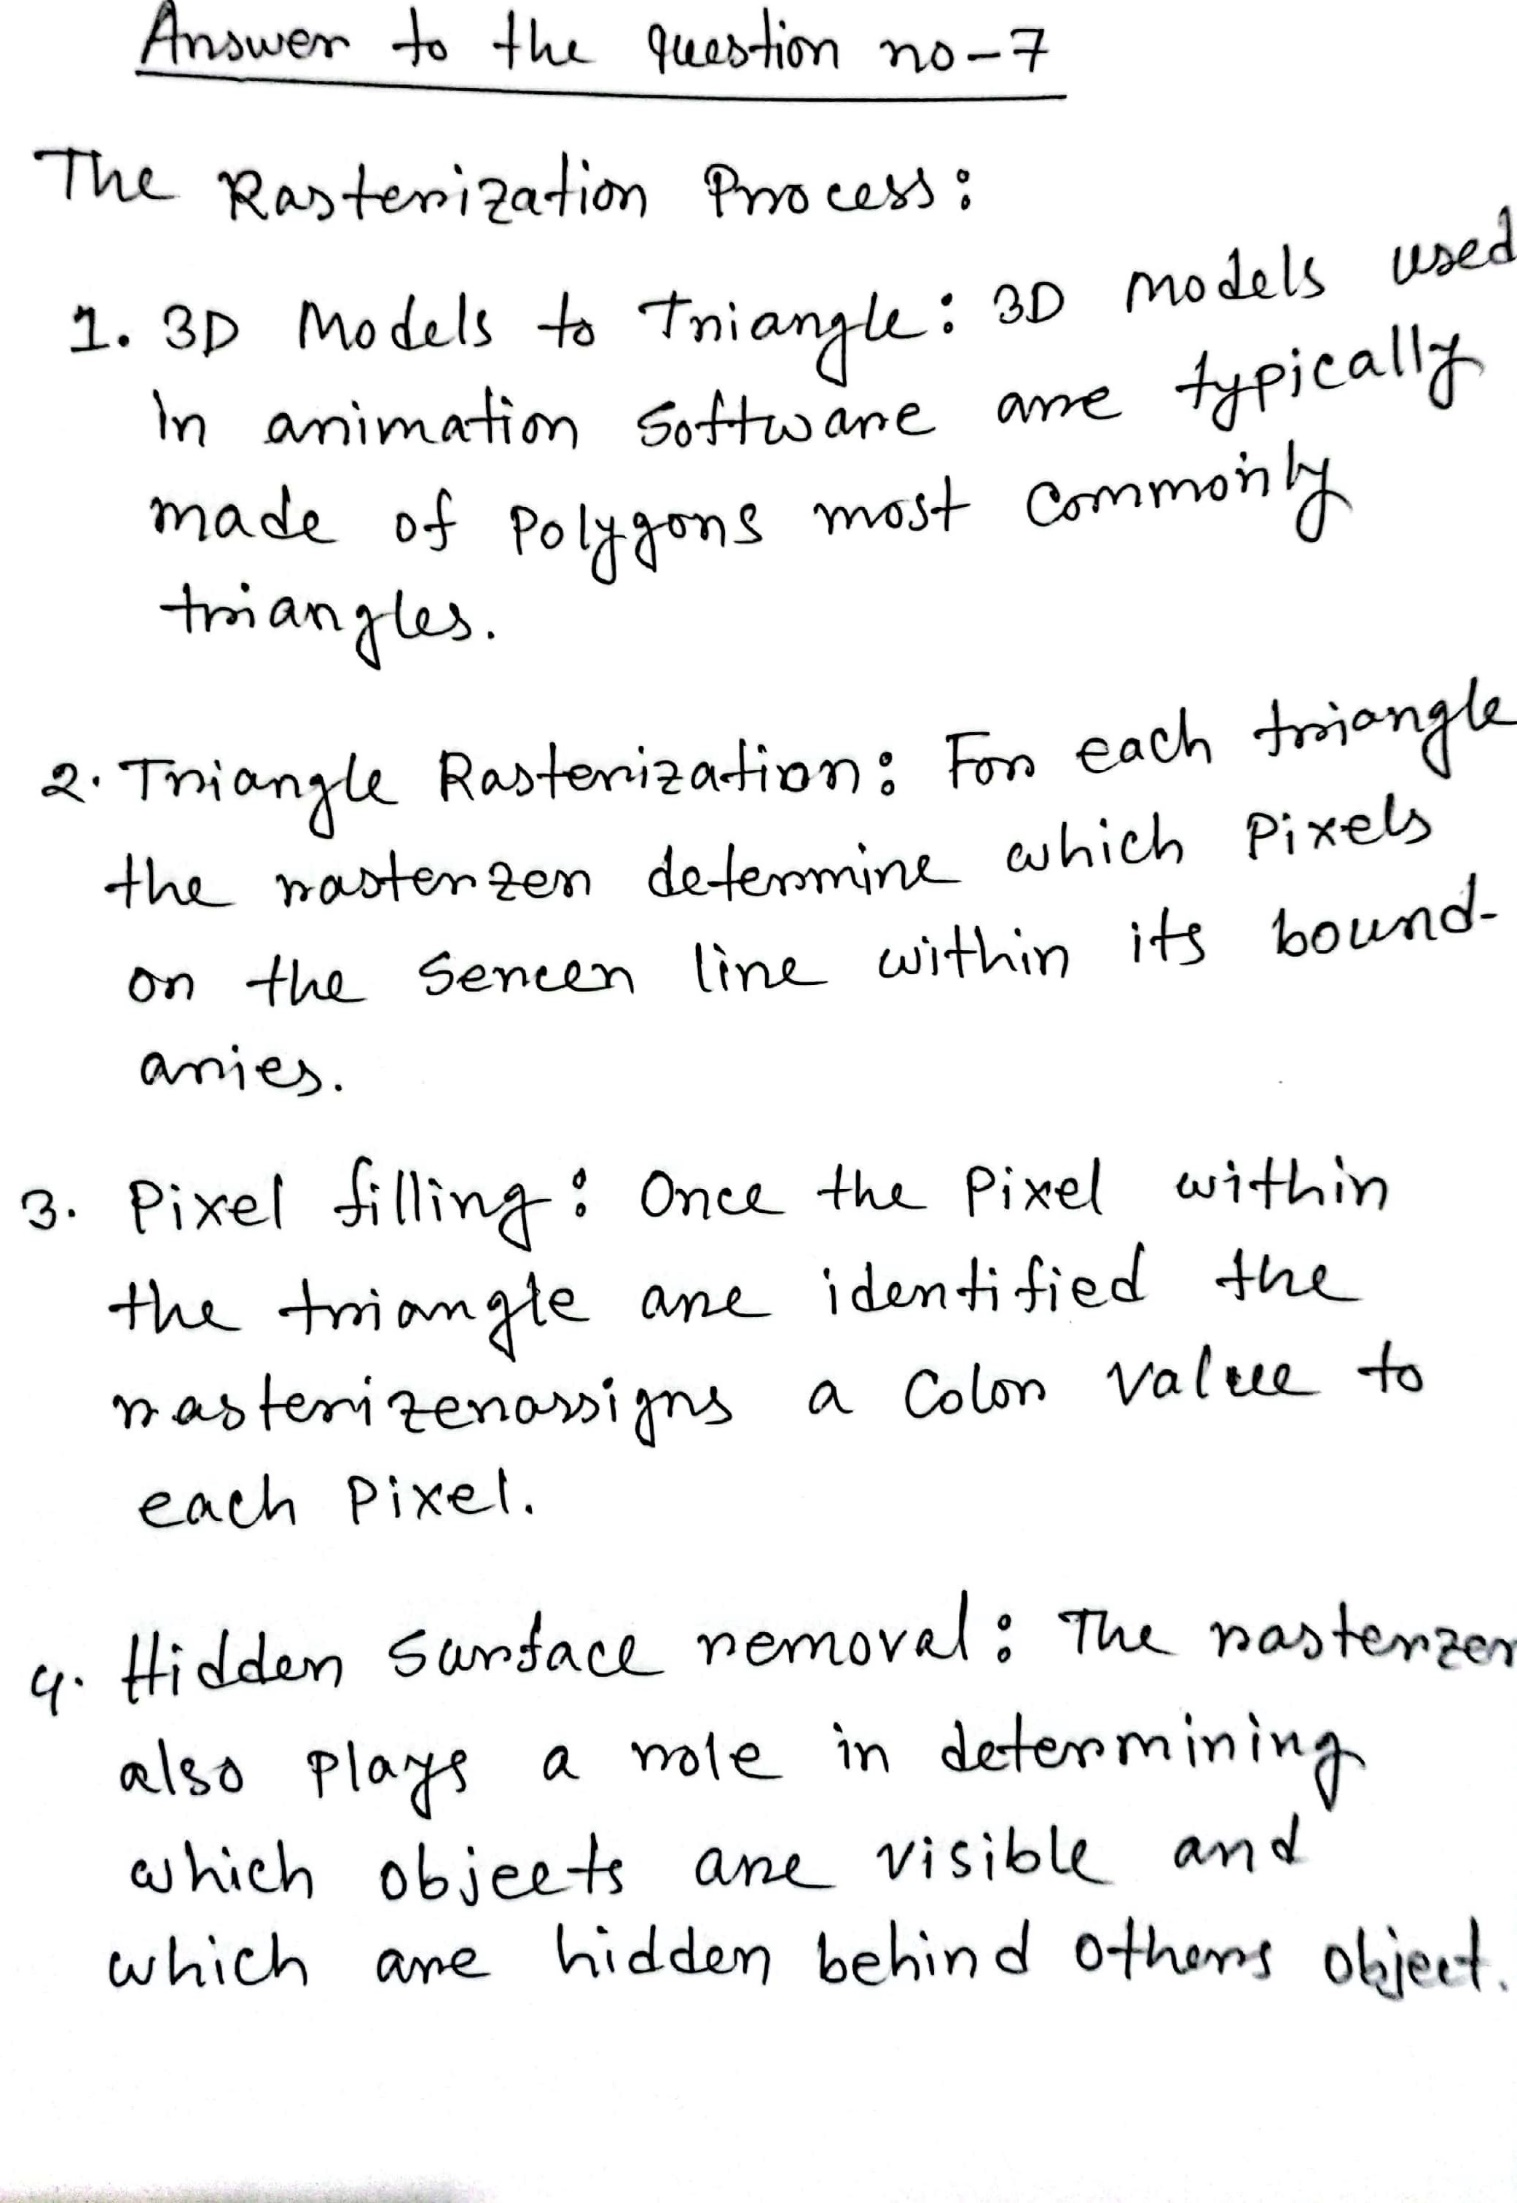 Answer to the question no-7
The Rasterization Process:
1. 3D Models to Triangle: 3D models used
in animation software are typically
made of polygons most commonly
triangles.
2. Triangle Rasterization: For each triangle
the rasterzer determine which pixels
on the screen line within its bound-
aries.
3. Pixel filling: Once the pixel within
the triangle are identified the
rasterizerassigns a color value to
each pixel.
4. Hidden surface removal: The rasterzer
also plays a role in determining
which objects are visible and
which are hidden behind others object.